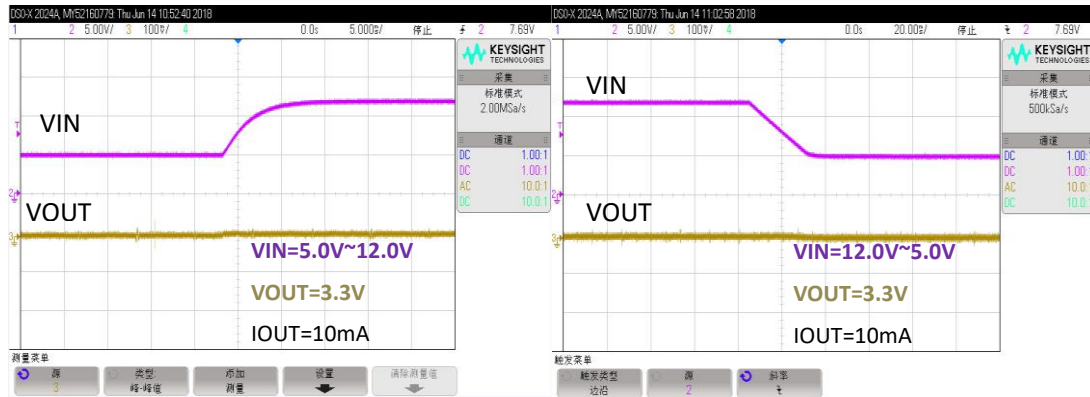 DSO-X 2024A, MY52160779: Thu Jun 14 10:52:40 2018
1 2 5.00V/ 3 100▿/ 4 0.0s 5.000▿/ 停止 2 7.69V
KEYSIGHT
TECHNOLOGIES
采集
标准模式
2.00MSa/s
通道
DC 1.00:1
DC 1.00:1
AC 10.0:1
DC 10.0:1
VIN
VOUT
VIN=5.0V~12.0V
VOUT=3.3V
IOUT=10mA
测量菜单
源
3
类型:
峰-峰值
添加
测量
设置
清除测量值
DSO-X 2024A, MY52160779: Thu Jun 14 11:02:58 2018
1 2 5.00V/ 3 100▿/ 4 0.0s 20.00▿/ 停止 2 7.69V
KEYSIGHT
TECHNOLOGIES
采集
标准模式
500kSa/s
通道
DC 1.00:
DC 1.00:
AC 10.0:
DC 10.0:
VIN
VOUT
VIN=12.0V~5.0V
VOUT=3.3V
IOUT=10mA
触发菜单
触发类型
边沿
源
2
斜率